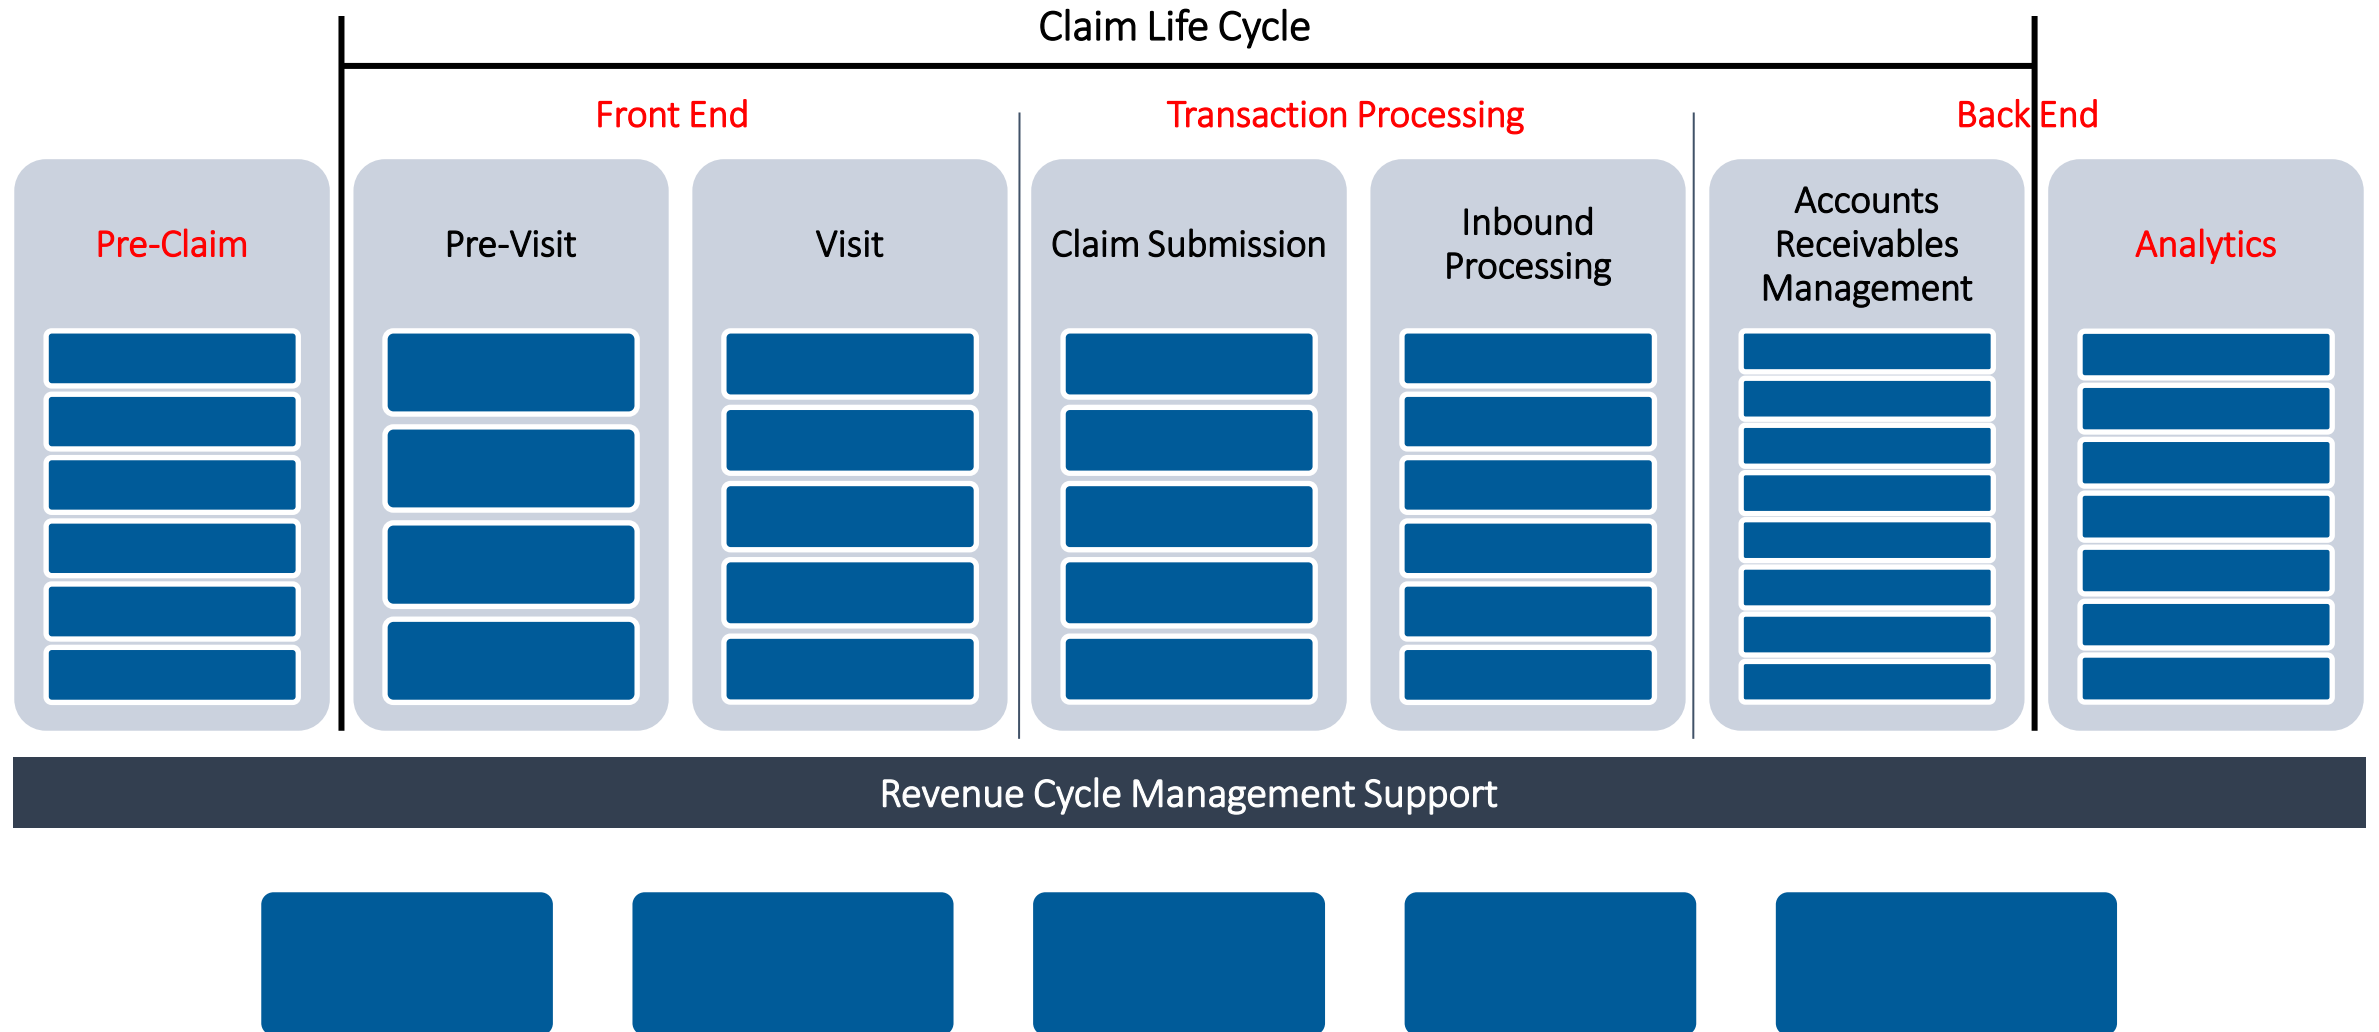 Claim Life Cycle
Front End
Transaction Processing
Back End
Pre-Claim
Pre-Visit
Visit
Claim Submission
Inbound
Processing
Accounts
Receivables
Management
Analytics
Revenue Cycle Management Support